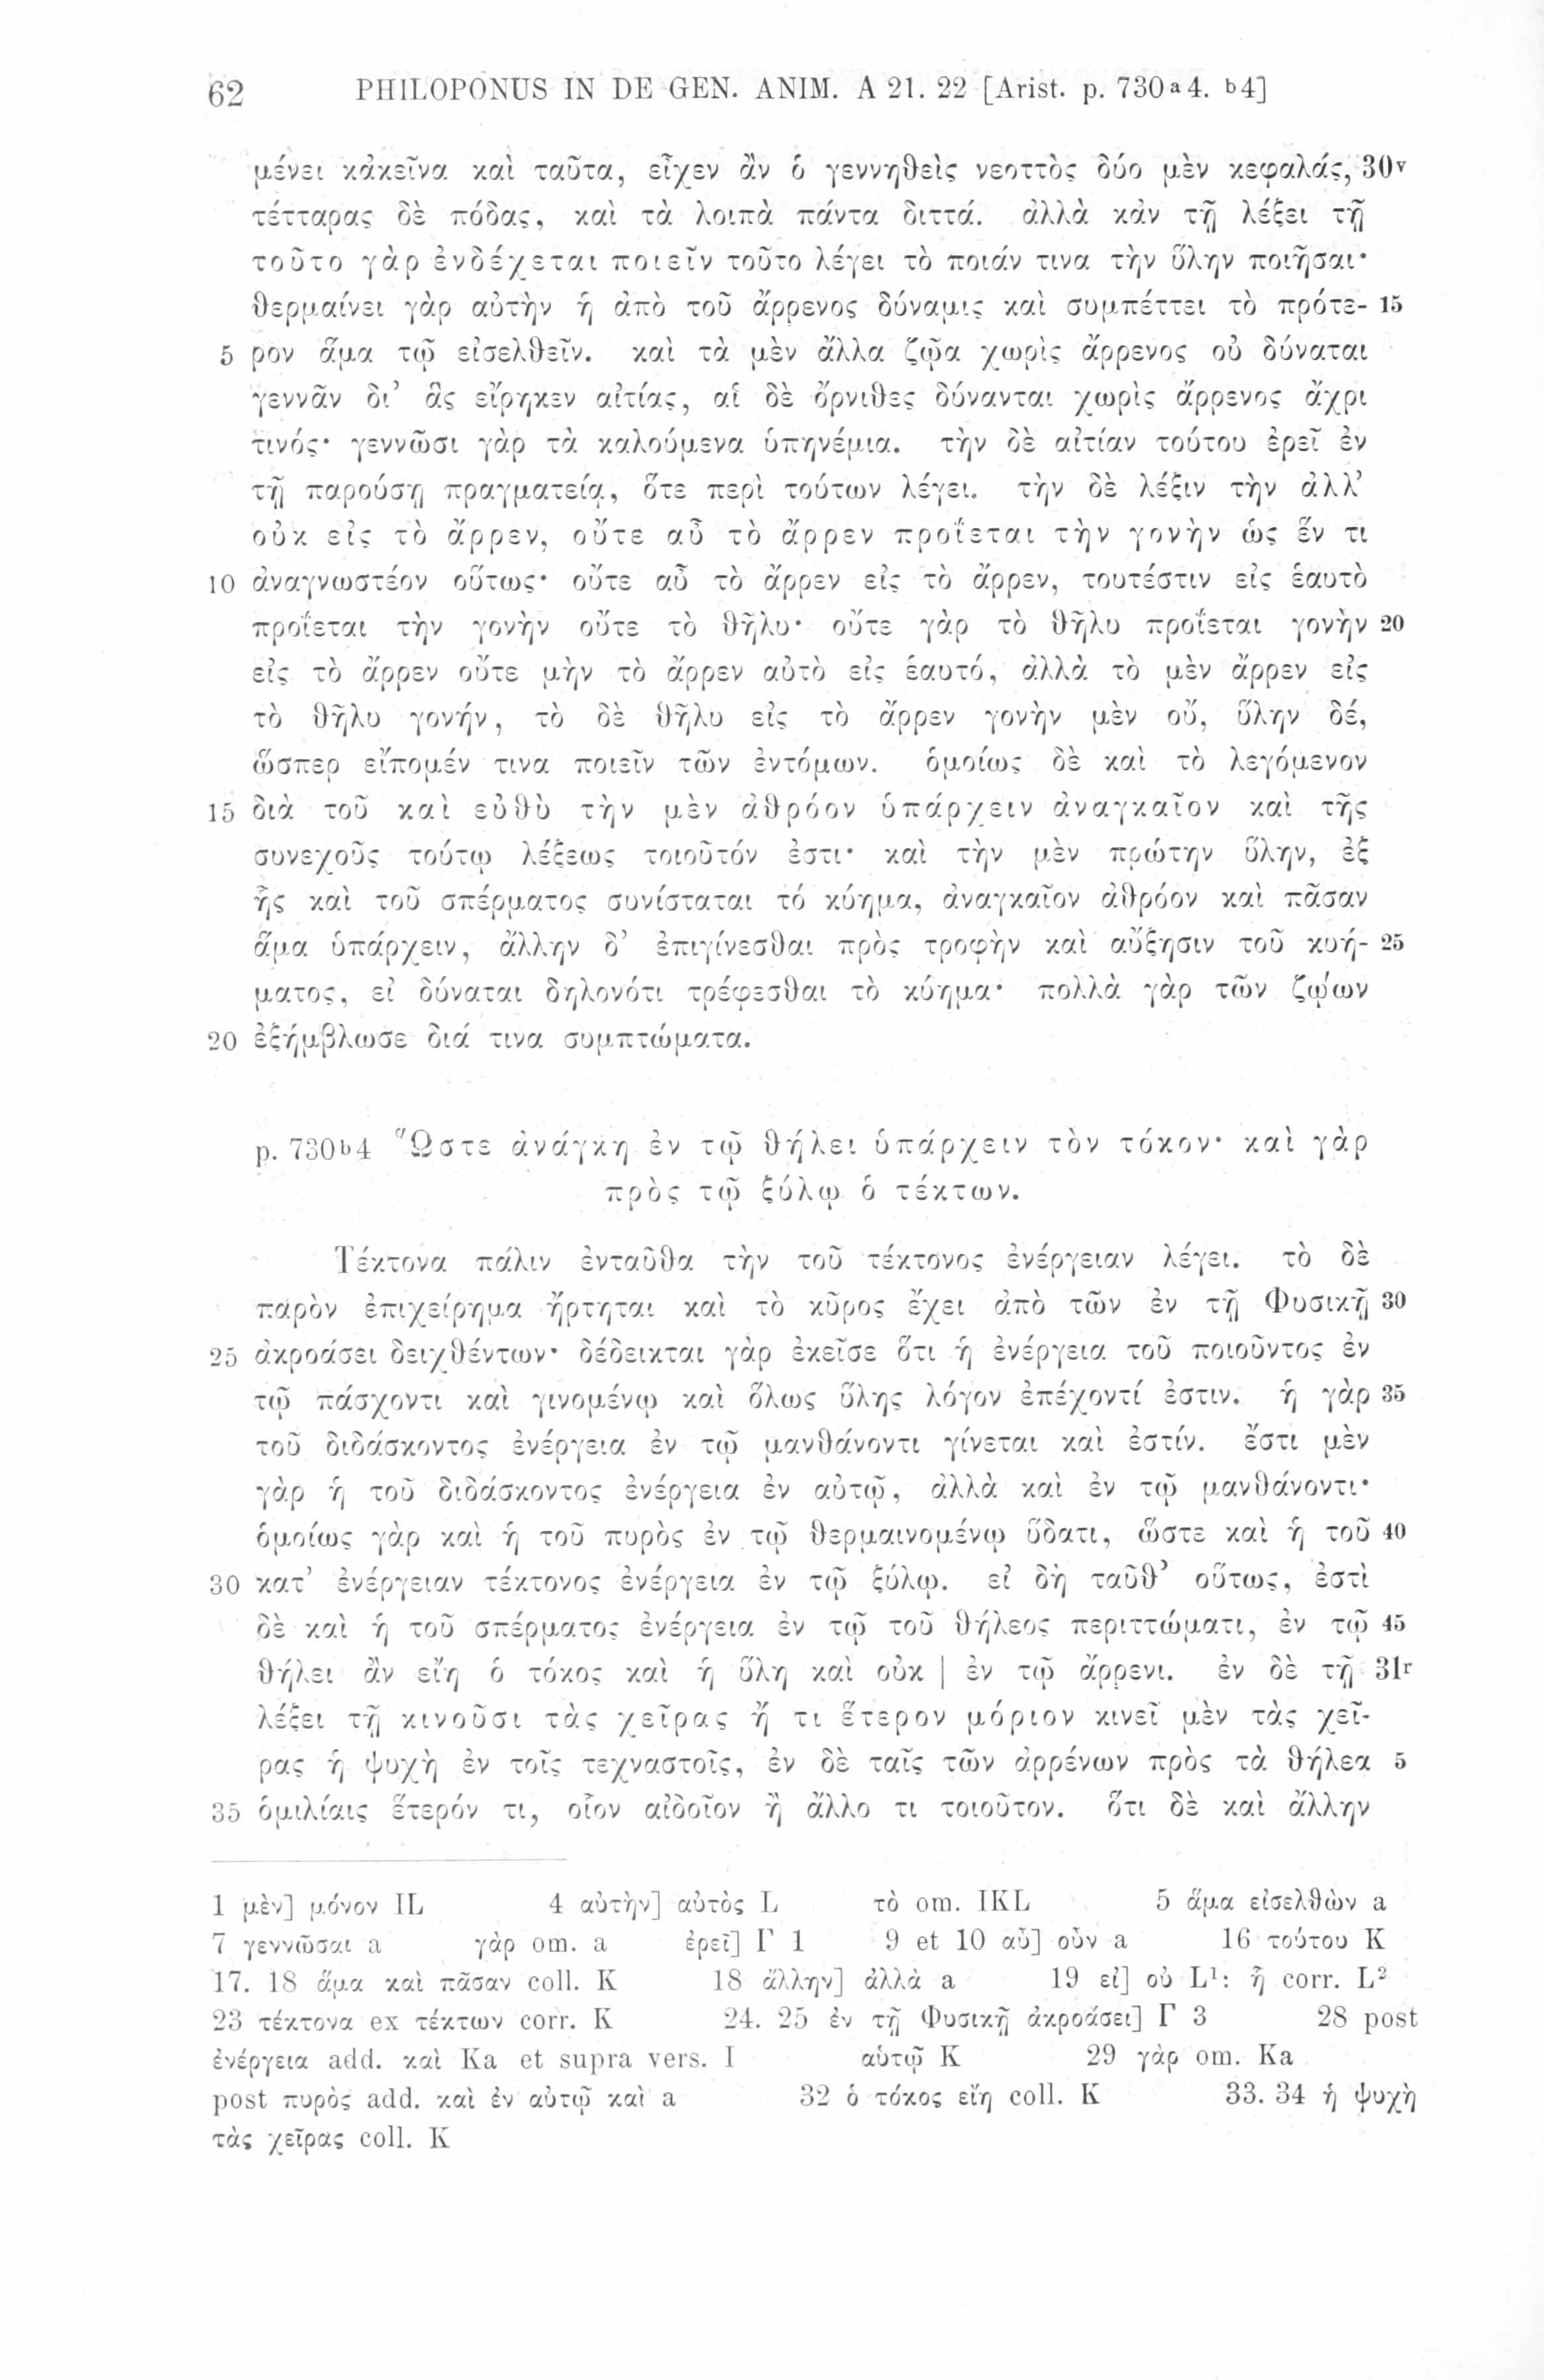 62 PHILOPONUS IN DE GEN. ANIM. A 21. 22 [Arist. p. 730a4. b4]
μένει κἀκεῖνα καὶ ταῦτα, εἶχεν ἂν ὁ γεννηθεὶς νεοττὸς δύο μὲν κεφαλάς, 30v
τέτταρας δὲ πόδας, καὶ τὰ λοιπὰ πάντα διττά. ἀλλὰ κἀν τῇ λέξει τῇ
τοῦτο γὰρ ἐνδέχεται ποιεῖν τοῦτο λέγει τὸ ποιάν τινα τὴν ὕλην ποιῆσαι·
θερμαίνει γὰρ αὐτὴν ἡ ἀπὸ τοῦ ἄρρενος δύναμις καὶ συμπέττει τὸ πρότε- 15
5 ρον ἅμα τῷ εἰσελθεῖν. καὶ τὰ μὲν ἄλλα ζῷα χωρὶς ἄρρενος οὐ δύναται
γεννᾶν δι’ ἃς εἴρηκεν αἰτίας, αἱ δὲ ὄρνιθες δύνανται χωρὶς ἄρρενος ἄχρι
τινός· γεννῶσι γὰρ τὰ καλούμενα ὑπηνέμια. τὴν δὲ αἰτίαν τούτου ἐρεῖ ἐν
τῇ παρούσῃ πραγματείᾳ, ὅτε περὶ τούτων λέγει. τὴν δὲ λέξιν τὴν ἀλλ’
οὐκ εἰς τὸ ἄρρεν, οὔτε αὖ τὸ ἄρρεν προΐεται τὴν γονὴν ὡς ἕν τι
10 ἀναγνωστέον οὕτως· οὔτε αὖ τὸ ἄρρεν εἰς τὸ ἄρρεν, τουτέστιν εἰς ἑαυτὸ
προΐεται τὴν γονὴν οὔτε τὸ θῆλυ· οὔτε γὰρ τὸ θῆλυ προΐεται γονὴν 20
εἰς τὸ ἄρρεν οὔτε μὴν τὸ ἄρρεν αὐτὸ εἰς ἑαυτό, ἀλλὰ τὸ μὲν ἄρρεν εἰς
τὸ θῆλυ γονήν, τὸ δὲ θῆλυ εἰς τὸ ἄρρεν γονὴν μὲν οὔ, ὕλην δέ,
ὥσπερ εἴπομέν τινα ποιεῖν τῶν ἐντόμων. ὁμοίως δὲ καὶ τὸ λεγόμενον
15 διὰ τοῦ καὶ εὐθὺ τὴν μὲν ἀθρόον ὑπάρχειν ἀναγκαῖον καὶ τῆς
συνεχοῦς τούτῳ λέξεως τοιοῦτόν ἐστι· καὶ τὴν μὲν πρώτην ὕλην, ἐξ
ἧς καὶ τοῦ σπέρματος συνίσταται τό κύημα, ἀναγκαῖον ἀθρόον καὶ πᾶσαν
ἅμα ὑπάρχειν, ἄλλην δ’ ἐπιγίνεσθαι πρὸς τροφὴν καὶ αὔξησιν τοῦ κυή- 25
ματος, εἰ δύναται δηλονότι τρέφεσθαι τὸ κύημα· πολλὰ γὰρ τῶν ζῴων
20 ἐξήμβλωσε διά τινα συμπτώματα.
p. 730b4 Ὥστε ἀνάγκη ἐν τῷ θήλει ὑπάρχειν τὸν τόκον· καὶ γὰρ
πρὸς τῷ ξύλῳ ὁ τέκτων.
Τέκτονα πάλιν ἐνταῦθα τὴν τοῦ τέκτονος ἐνέργειαν λέγει. τὸ δὲ
παρὸν ἐπιχείρημα ἤρτηται καὶ τὸ κῦρος ἔχει ἀπὸ τῶν ἐν τῇ Φυσικῇ 30
25 ἀκροάσει δειχθέντων· δέδεικται γὰρ ἐκεῖσε ὅτι ἡ ἐνέργεια τοῦ ποιοῦντος ἐν
τῷ πάσχοντι καὶ γινομένῳ καὶ ὅλως ὕλης λόγον ἐπέχοντί ἐστιν. ἡ γὰρ 35
τοῦ διδάσκοντος ἐνέργεια ἐν τῷ μανθάνοντι γίνεται καὶ ἐστίν. ἔστι μὲν
γὰρ ἡ τοῦ διδάσκοντος ἐνέργεια ἐν αὐτῷ, ἀλλὰ καὶ ἐν τῷ μανθάνοντι·
ὁμοίως γὰρ καὶ ἡ τοῦ πυρὸς ἐν τῷ θερμαινομένῳ ὕδατι, ὥστε καὶ ἡ τοῦ 40
30 κατ’ ἐνέργειαν τέκτονος ἐνέργεια ἐν τῷ ξύλῳ. εἰ δὴ ταῦθ’ οὕτως, ἐστὶ
δὲ καὶ ἡ τοῦ σπέρματος ἐνέργεια ἐν τῷ τοῦ θήλεος περιττώματι, ἐν τῷ 45
θήλει ἂν εἴη ὁ τόκος καὶ ἡ ὕλη καὶ οὐκ | ἐν τῷ ἄρρενι. ἐν δὲ τῇ 31r
λέξει τῇ κινοῦσι τὰς χεῖρας ἤ τι ἕτερον μόριον κινεῖ μὲν τὰς χεῖ-
ρας ἡ ψυχὴ ἐν τοῖς τεχναστοῖς, ἐν δὲ ταῖς τῶν ἀρρένων πρὸς τὰ θήλεα 5
35 ὁμιλίαις ἕτερόν τι, οἷον αἰδοῖον ἢ ἄλλο τι τοιοῦτον. ὅτι δὲ καὶ ἄλλην
1 μὲν] μόνον IL 4 αὐτὴν] αὐτὸς L τὸ om. IKL 5 ἅμα εἰσελθὼν a
7 γεννῶσαι a γὰρ om. a ἐρεῖ] Γ 1 9 et 10 αὖ] οὖν a 16 τούτου K
17. 18 ἅμα καὶ πᾶσαν coll. K 18 ἄλλην] ἀλλὰ a 19 εἰ] οὐ L¹: ᾗ corr. L²
23 τέκτονα ex τέκτων corr. K 24. 25 ἐν τῇ Φυσικῇ ἀκροάσει] Γ 3 28 post
ἐνέργεια add. καὶ Ka et supra vers. I αὑτῷ K 29 γὰρ om. Ka
post πυρὸς add. καὶ ἐν αὐτῷ καὶ a 32 ὁ τόκος εἴη coll. K 33. 34 ἡ ψυχὴ
τὰς χεῖρας coll. K